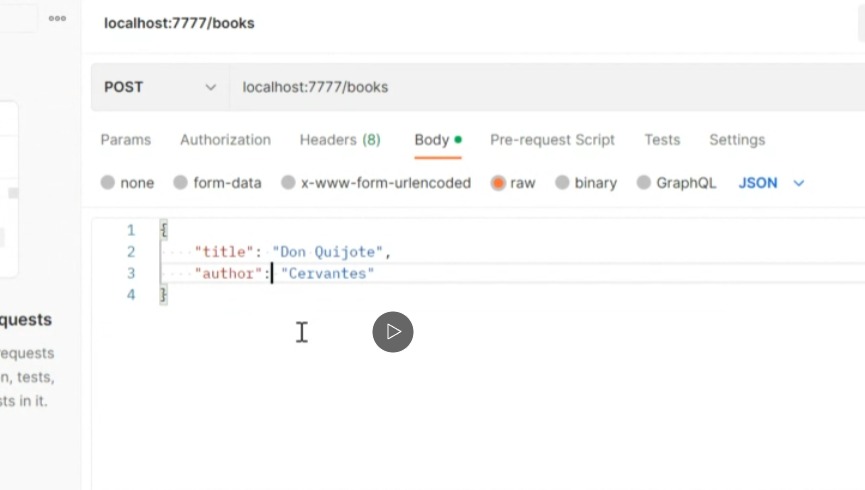 localhost:7777/books
POST localhost:7777/books
Params Authorization Headers (8) Body Pre-request Script Tests Settings
none form-data x-www-form-urlencoded raw binary GraphQL JSON
1 {
2 "title": "Don Quijote",
3 "author": "Cervantes"
4 }
quests
equests
n, tests,
sts in it.